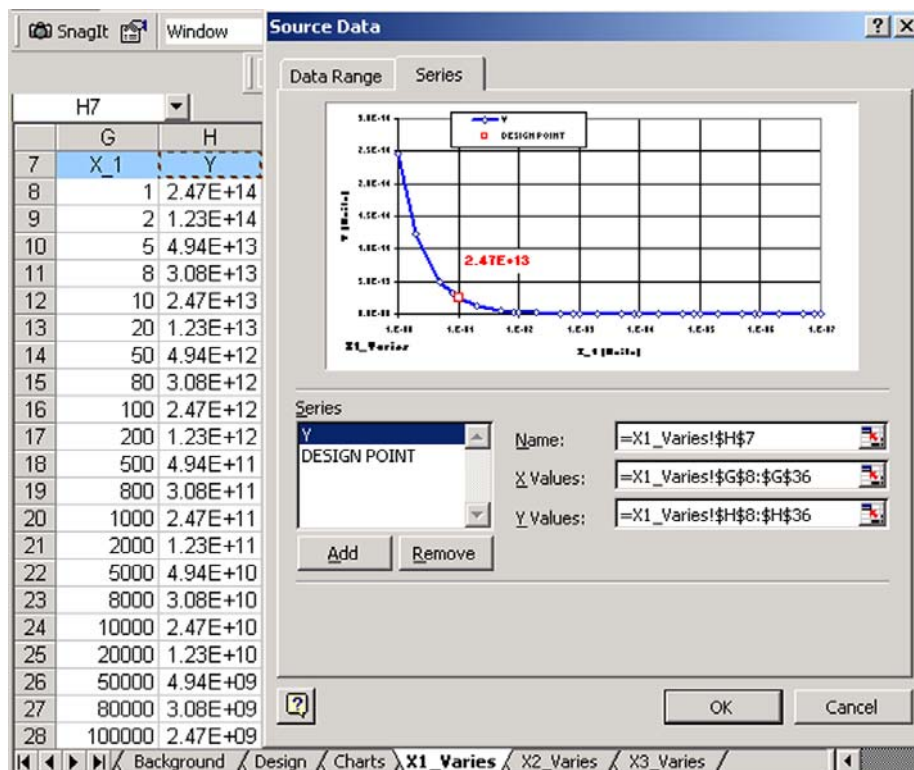 SnagIt Window
Source Data
Data Range Series
H7
G H
7 X_1 Y
8 1 2.47E+14
9 2 1.23E+14
10 5 4.94E+13
11 8 3.08E+13
12 10 2.47E+13
13 20 1.23E+13
14 50 4.94E+12
15 80 3.08E+12
16 100 2.47E+12
17 200 1.23E+12
18 500 4.94E+11
19 800 3.08E+11
20 1000 2.47E+11
21 2000 1.23E+11
22 5000 4.94E+10
23 8000 3.08E+10
24 10000 2.47E+10
25 20000 1.23E+10
26 50000 4.94E+09
27 80000 3.08E+09
28 100000 2.47E+09
Y
DESIGN POINT
2.47E+13
X1_Varies
Series
Y
DESIGN POINT
Name: =X1_Varies!$H$7
X Values: =X1_Varies!$G$8:$G$36
Y Values: =X1_Varies!$H$8:$H$36
Add Remove
OK Cancel
Background Design Charts X1_Varies X2_Varies X3_Varies